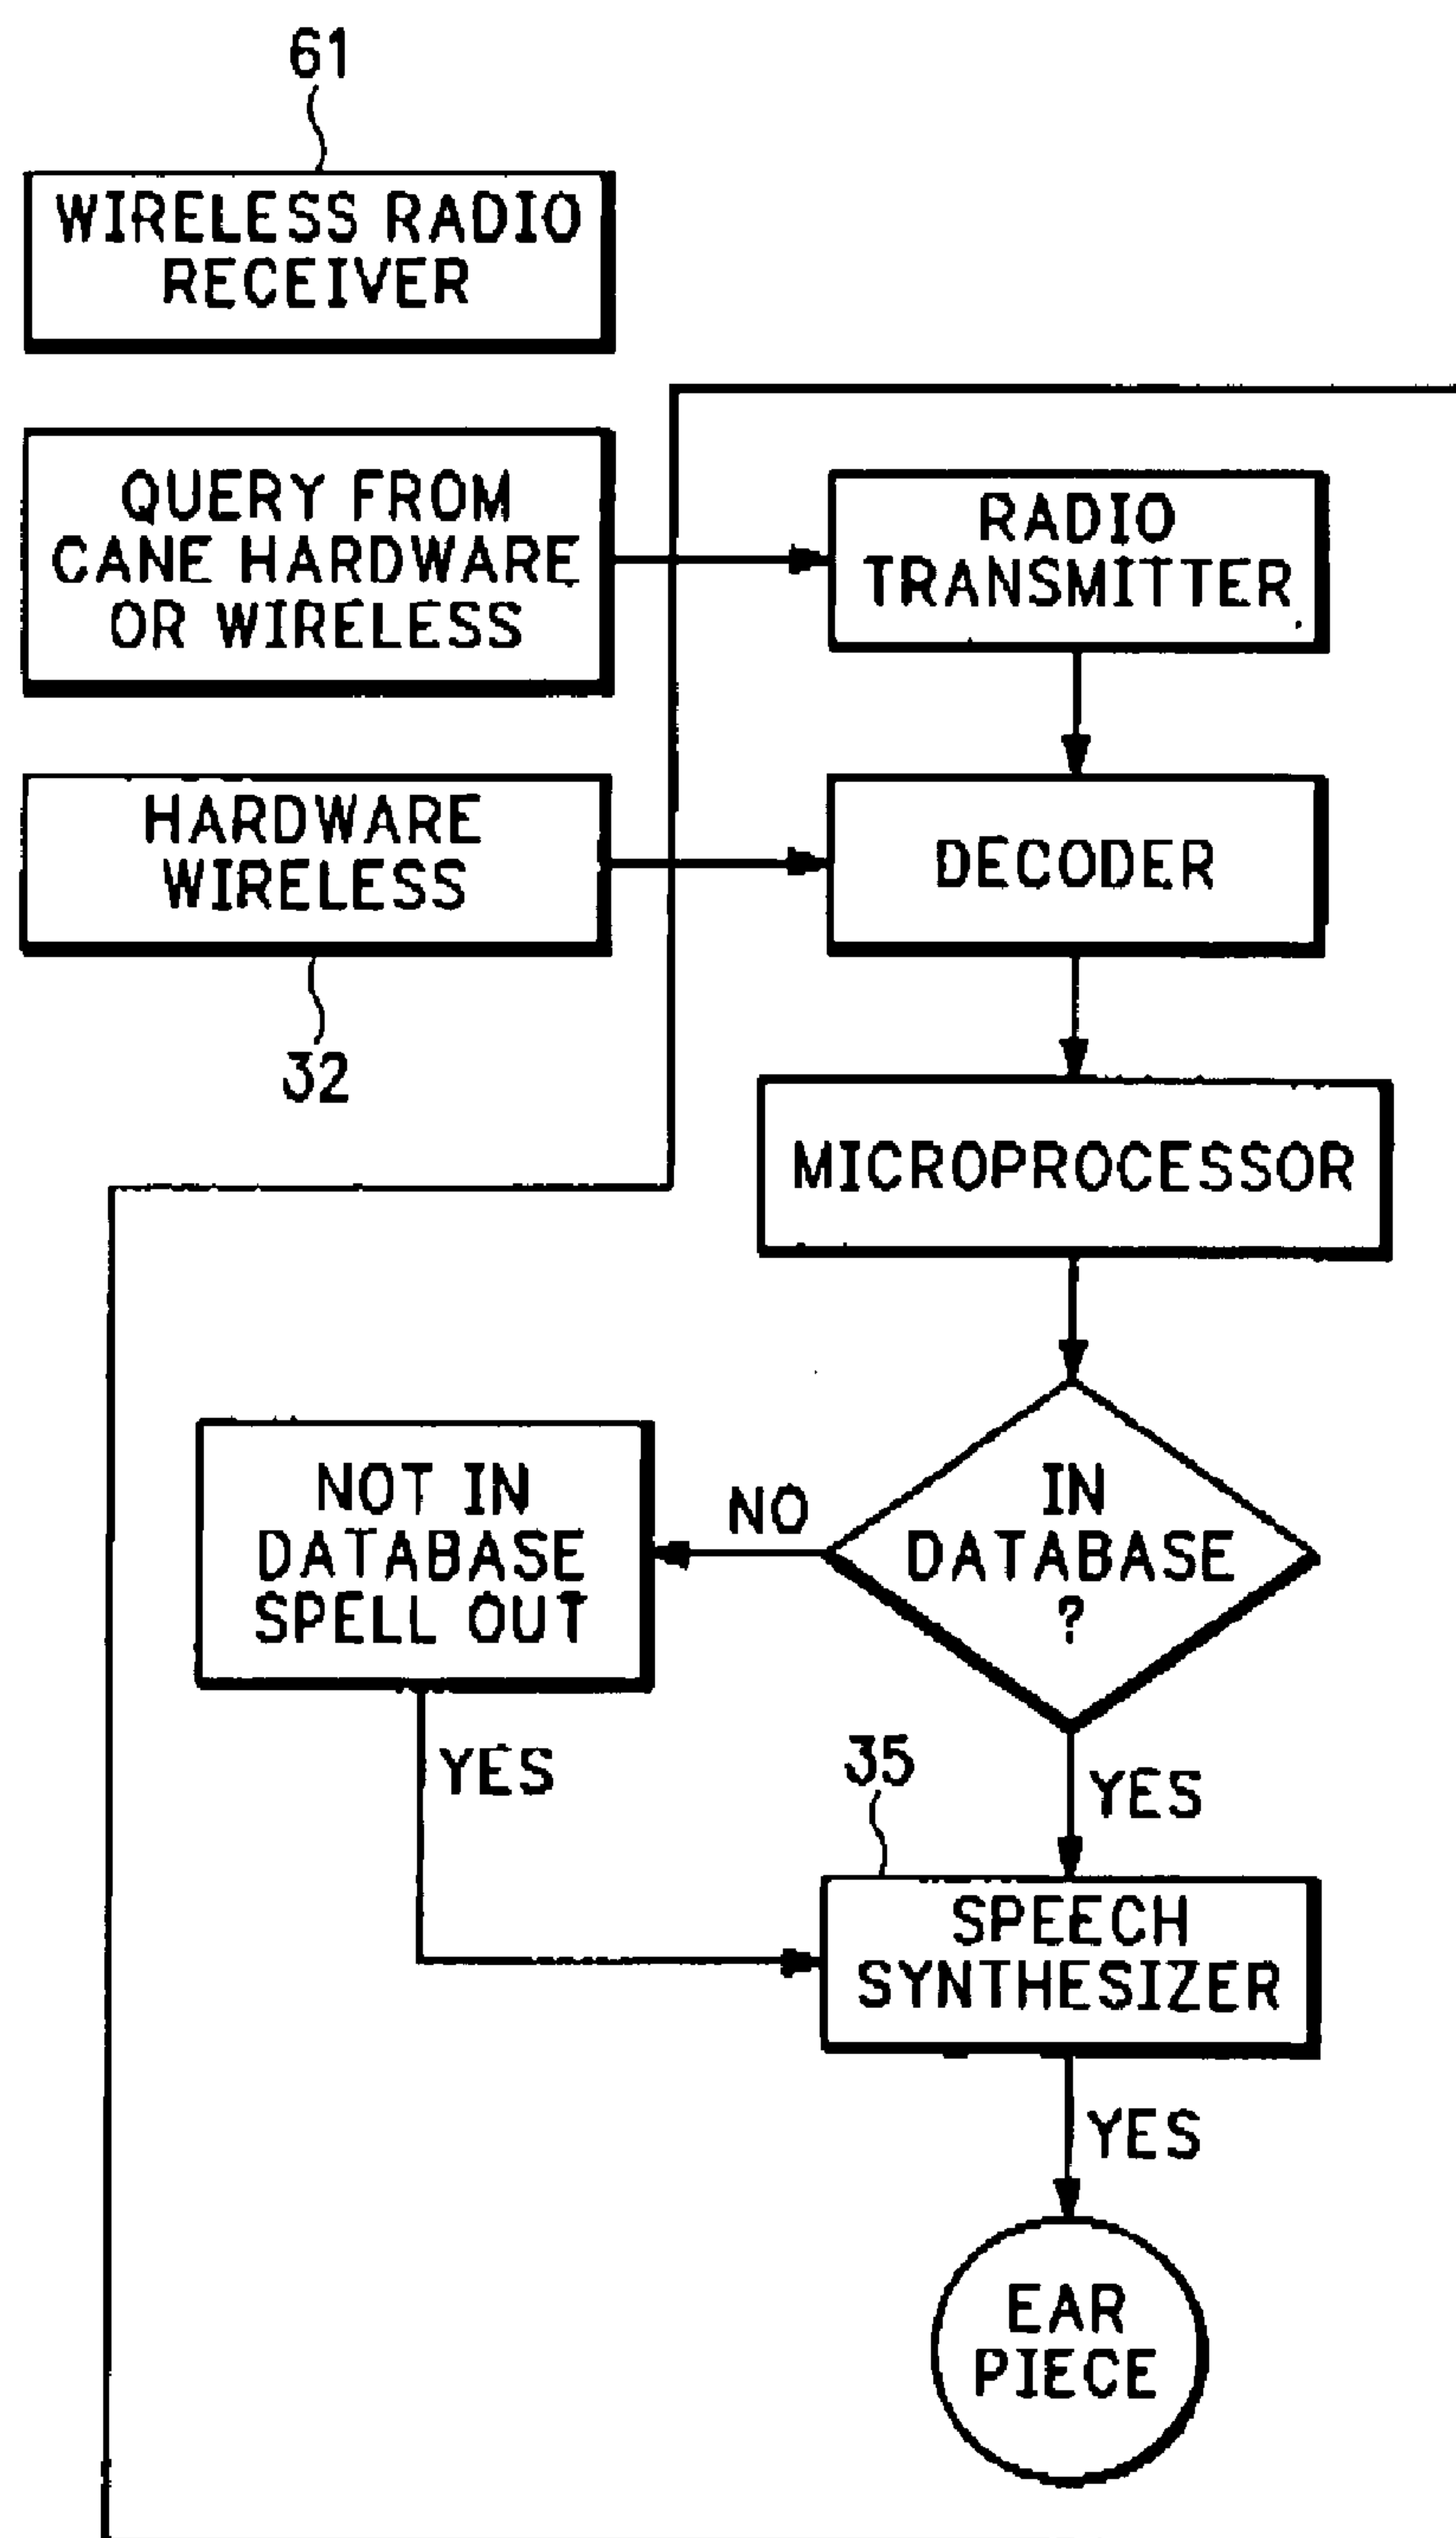 61
WIRELESS RADIO
RECEIVER
QUERY FROM
CANE HARDWARE
OR WIRELESS
RADIO
TRANSMITTER
HARDWARE
WIRELESS
32
DECODER
MICROPROCESSOR
IN
DATABASE
?
NO
NOT IN
DATABASE
SPELL OUT
YES
YES
35
SPEECH
SYNTHESIZER
YES
EAR
PIECE